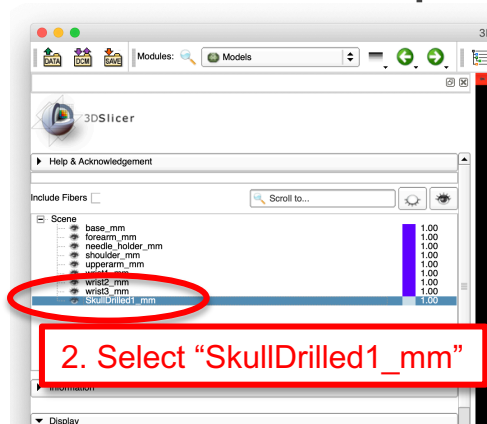 3D
DATA DCM SAVE Modules: Models
3DSlicer
Help & Acknowledgement
Include Fibers Scroll to...
Scene
base_mm 1.00
forearm_mm 1.00
needle_holder_mm 1.00
shoulder_mm 1.00
upperarm_mm 1.00
wrist1_mm 1.00
wrist2_mm 1.00
wrist3_mm 1.00
SkullDrilled1_mm 1.00
2. Select “SkullDrilled1_mm”
Information
Display